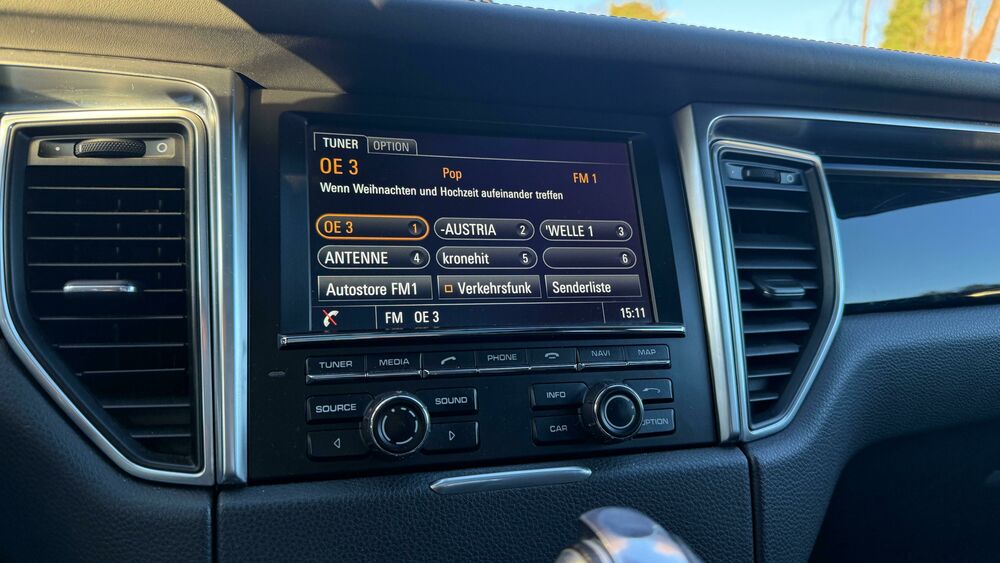 TUNER OPTION
OE 3 Pop FM 1
Wenn Weihnachten und Hochzeit aufeinander treffen
OE 3 1 -AUSTRIA 2 'WELLE 1 3
ANTENNE 4 kronehit 5 6
Autostore FM1 Verkehrsfunk Senderliste
FM OE 3 15:11
TUNER MEDIA PHONE NAVI MAP
SOURCE SOUND INFO
CAR OPTION